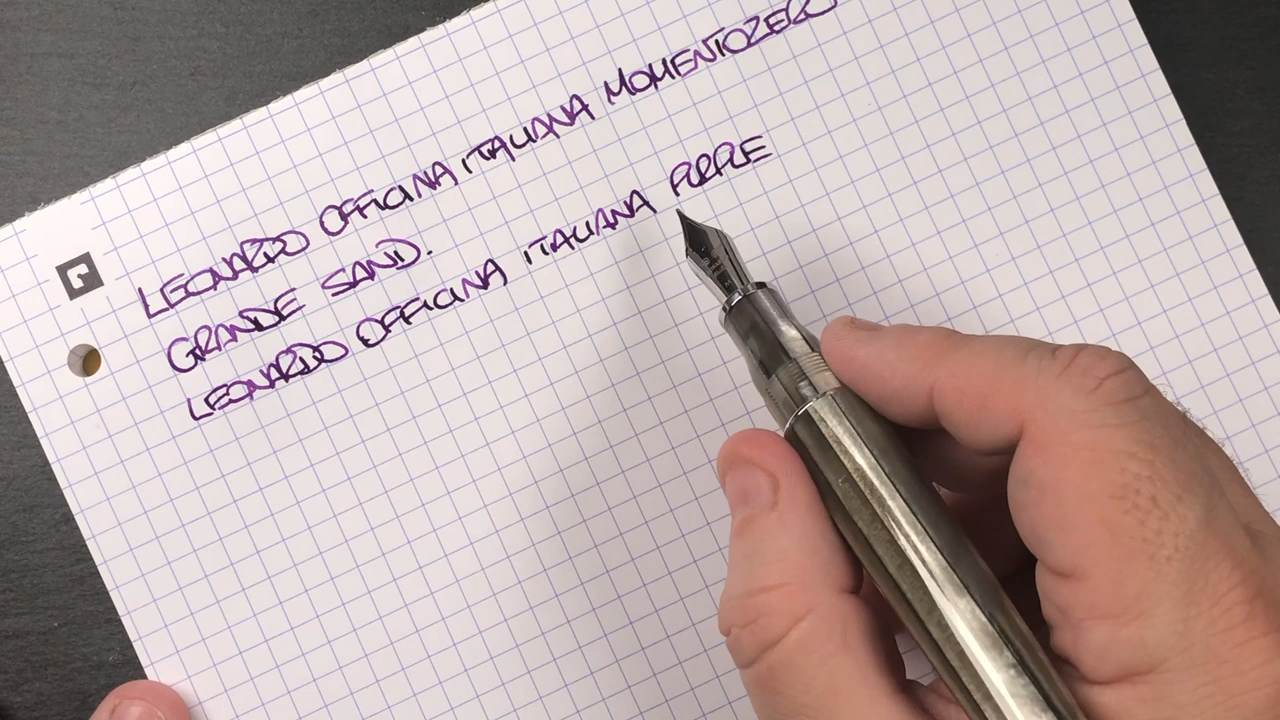 LEONARDO OFFICINA ITALIANA MOMENTOZERO
GRANDE SAND.
LEONARDO OFFICINA ITALIANA PURPLE